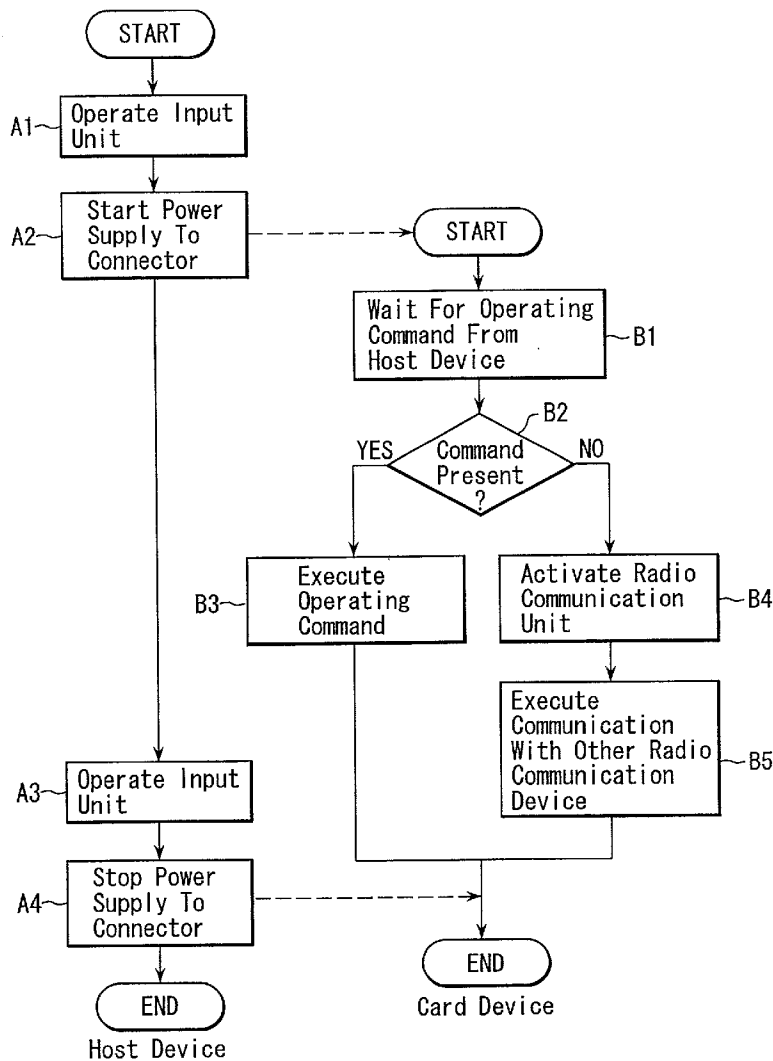 START
A1
Operate Input
Unit
A2
Start Power
Supply To
Connector
START
Wait For Operating
Command From
Host Device
B1
B2
YES
Command
Present
?
NO
B3
Execute
Operating
Command
Activate Radio
Communication
Unit
B4
Execute
Communication
With Other Radio
Communication
Device
B5
A3
Operate Input
Unit
A4
Stop Power
Supply To
Connector
END
Card Device
END
Host Device